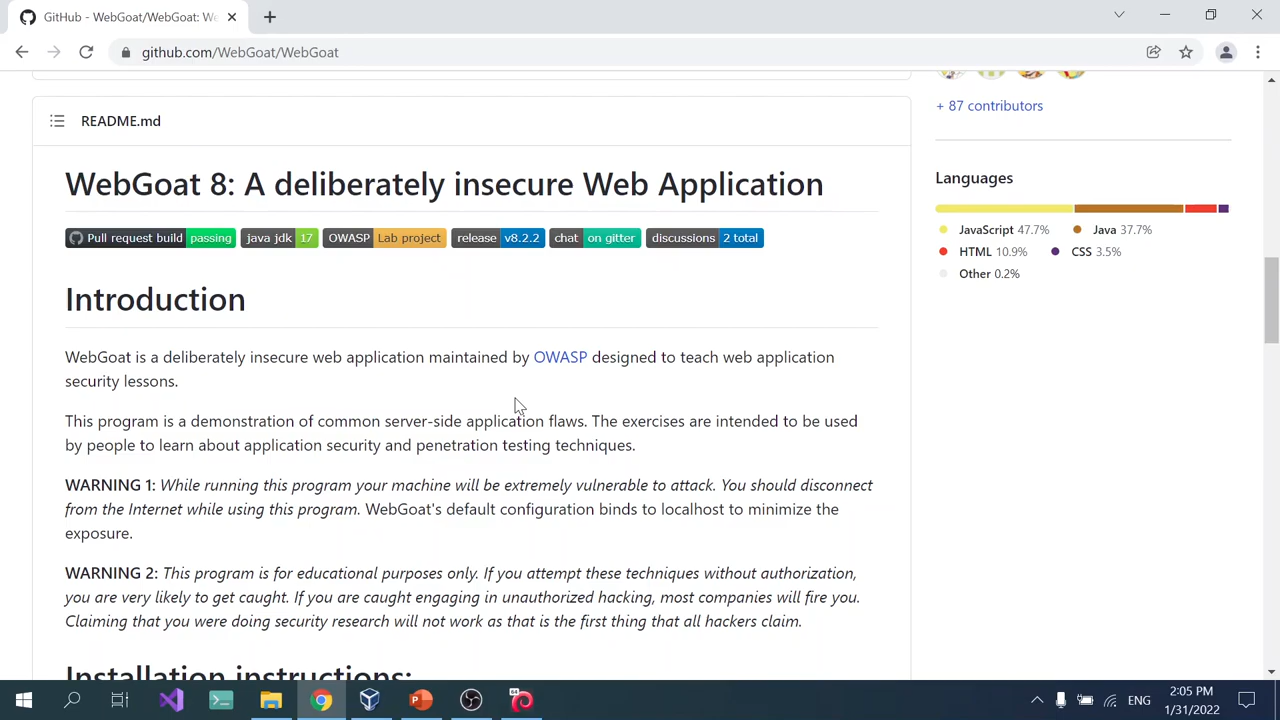 GitHub - WebGoat/WebGoat: We
github.com/WebGoat/WebGoat
+ 87 contributors
README.md
WebGoat 8: A deliberately insecure Web Application
Pull request build passing java jdk 17 OWASP Lab project release v8.2.2 chat on gitter discussions 2 total
Languages
JavaScript 47.7% Java 37.7%
HTML 10.9% CSS 3.5%
Other 0.2%
Introduction
WebGoat is a deliberately insecure web application maintained by OWASP designed to teach web application
security lessons.
This program is a demonstration of common server-side application flaws. The exercises are intended to be used
by people to learn about application security and penetration testing techniques.
WARNING 1: While running this program your machine will be extremely vulnerable to attack. You should disconnect
from the Internet while using this program. WebGoat's default configuration binds to localhost to minimize the
exposure.
WARNING 2: This program is for educational purposes only. If you attempt these techniques without authorization,
you are very likely to get caught. If you are caught engaging in unauthorized hacking, most companies will fire you.
Claiming that you were doing security research will not work as that is the first thing that all hackers claim.
Installation instructions:
64
ENG
2:05 PM
1/31/2022